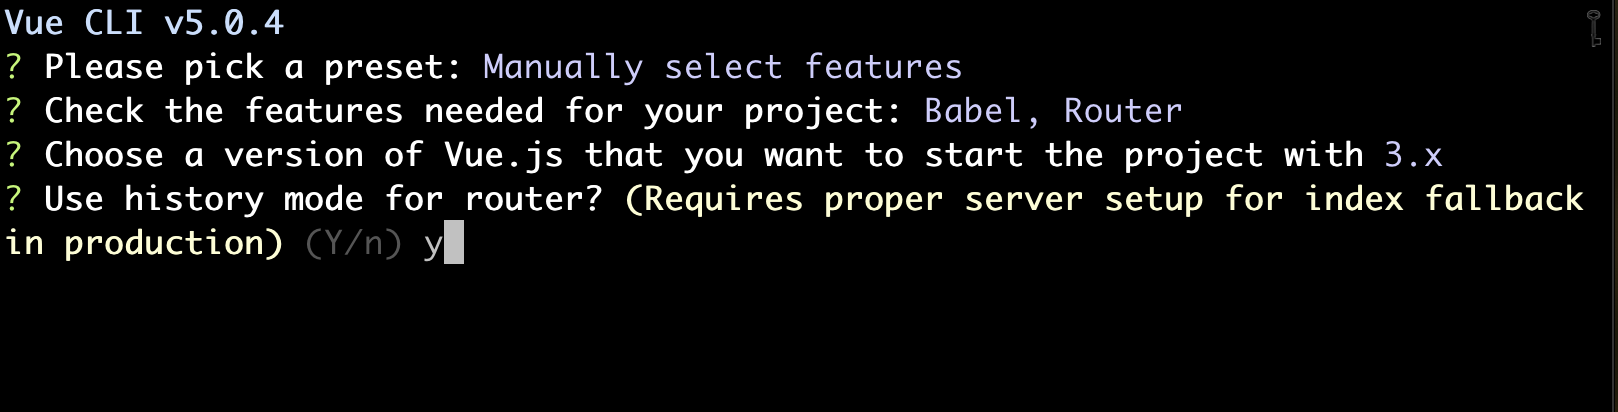 Vue CLI v5.0.4
? Please pick a preset: Manually select features
? Check the features needed for your project: Babel, Router
? Choose a version of Vue.js that you want to start the project with 3.x
? Use history mode for router? (Requires proper server setup for index fallback
in production) (Y/n) y